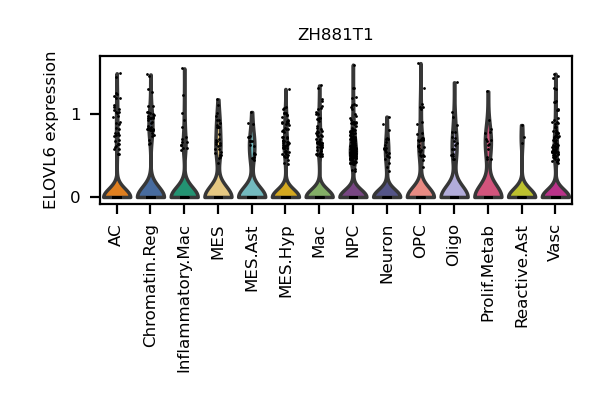 ZH881T1
ELOVL6 expression
1
0
AC
Chromatin.Reg
Inflammatory.Mac
MES
MES.Ast
MES.Hyp
Mac
NPC
Neuron
OPC
Oligo
Prolif.Metab
Reactive.Ast
Vasc